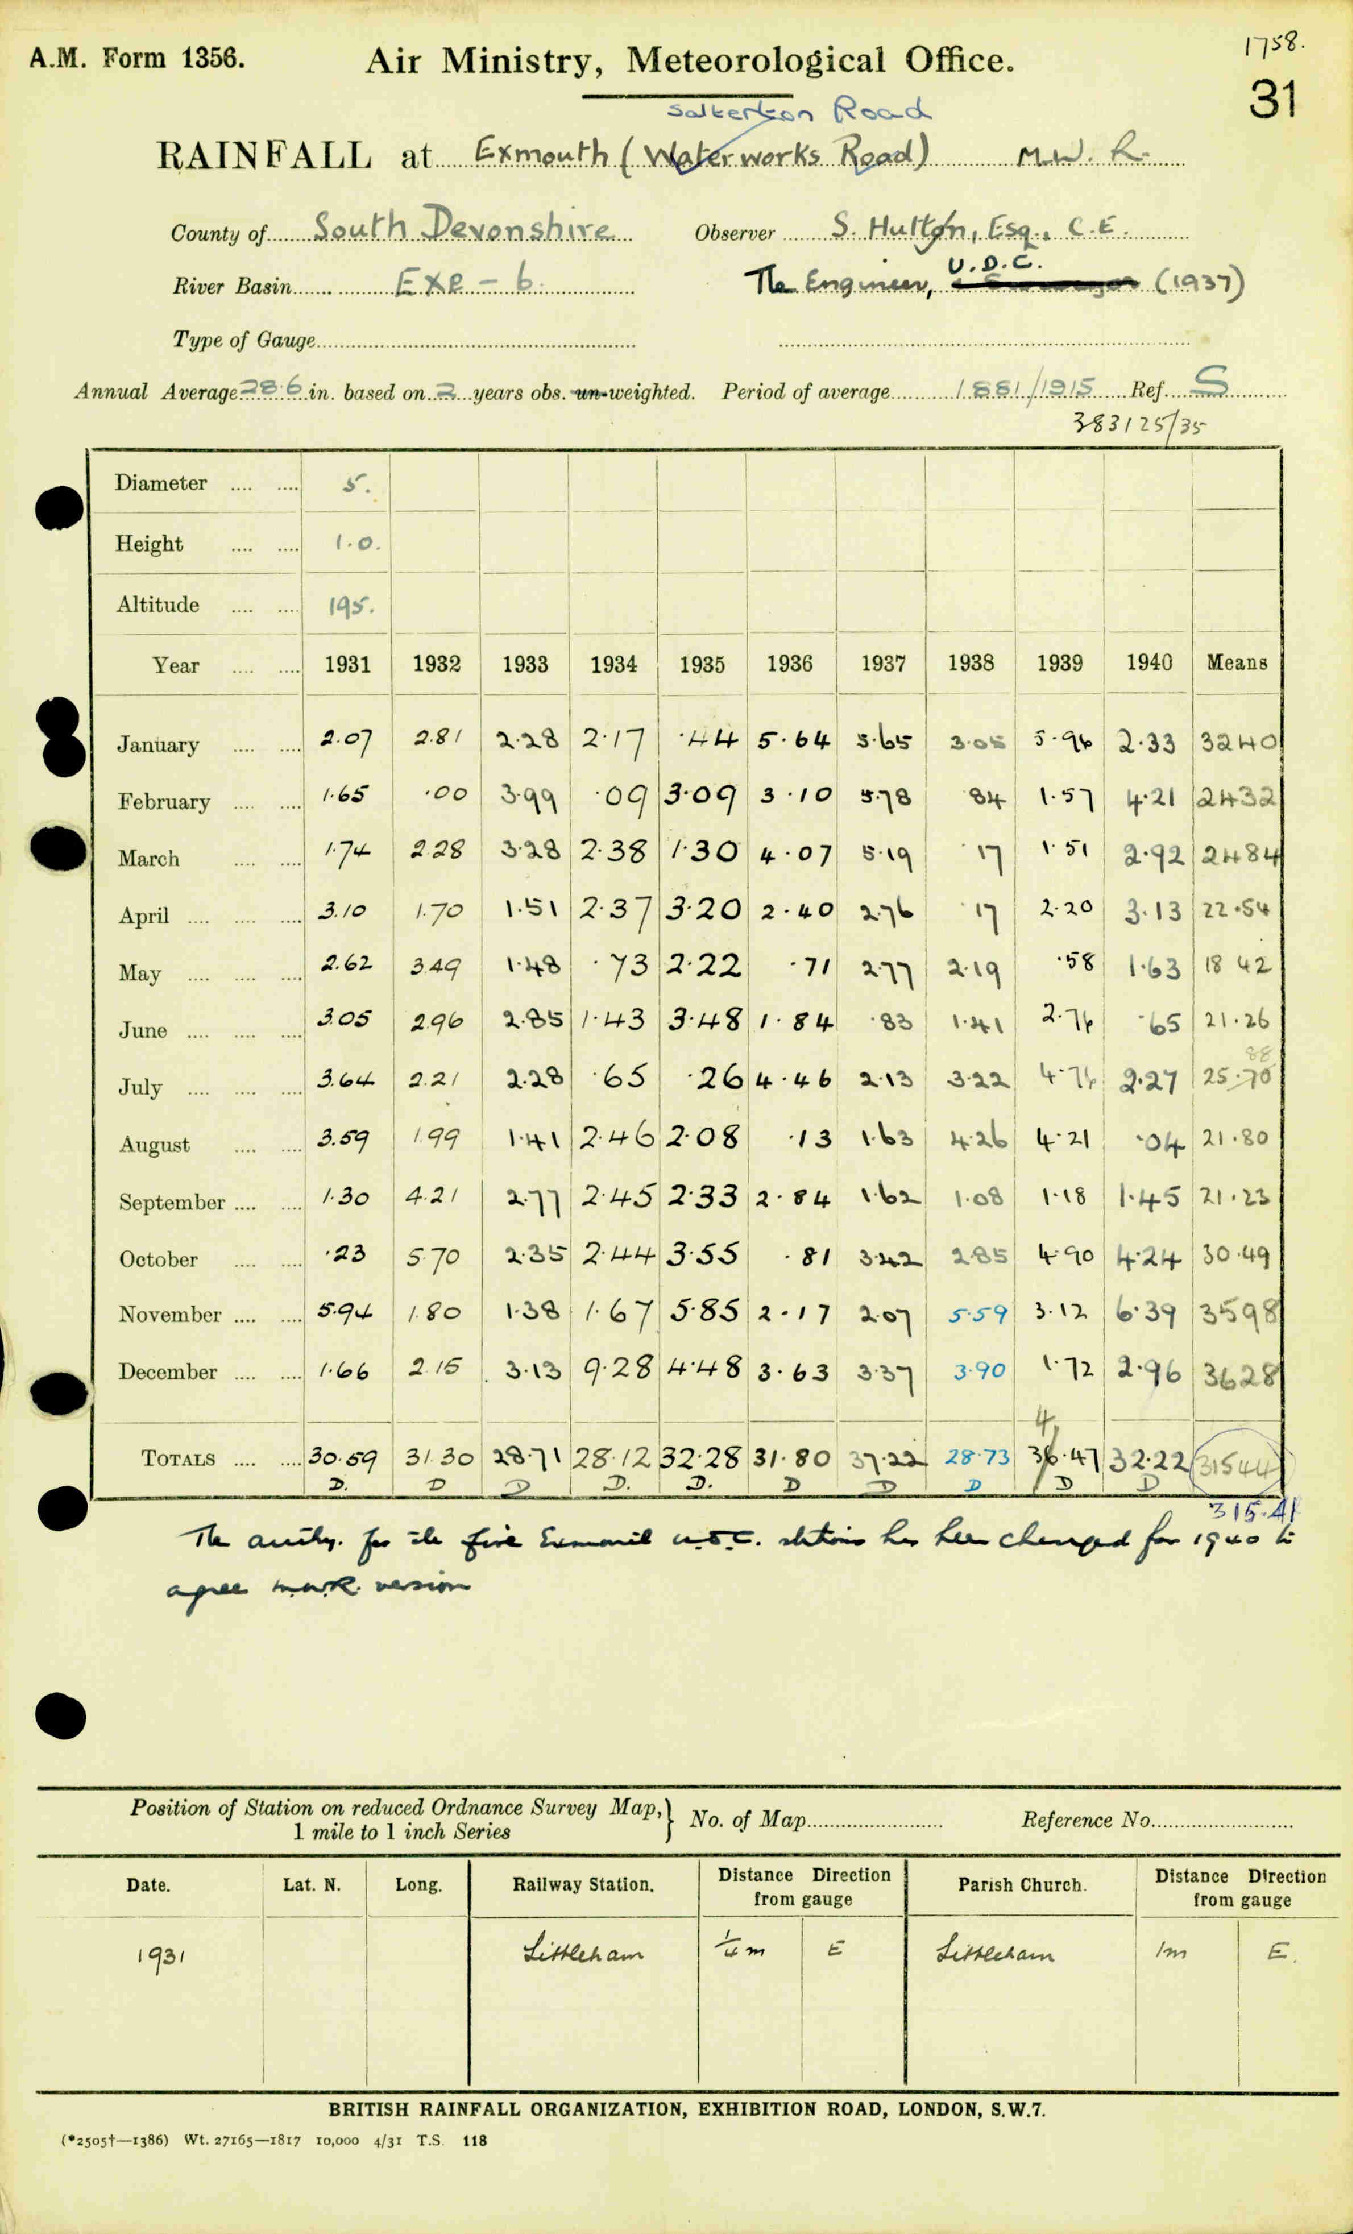 1758.
A.M. Form 1356. Air Ministry, Meteorological Office. 31
Salterton Road
RAINFALL at Exmouth (Waterworks Road) M.W.R.
County of South Devonshire Observer S. Hutton, Esq., C.E.
U.D.C.
River Basin Exe - 6. The Engineer, (1937)
Type of Gauge
Annual Average 28.6 in. based on 2 years obs. un-weighted. Period of average 1881/1915 Ref. S
383125/35
Diameter 5.
Height 1.0.
Altitude 195.
Year 1931 1932 1933 1934 1935 1936 1937 1938 1939 1940 Means
January 2.07 2.81 2.28 2.17 .44 5.64 5.65 3.05 5.96 2.33 3240
February 1.65 .00 3.99 .09 3.09 3.10 5.78 84 1.57 4.21 2432
March 1.74 2.28 3.28 2.38 1.30 4.07 5.19 .17 1.51 2.92 2484
April 3.10 1.70 1.51 2.37 3.20 2.40 2.76 .17 2.20 3.13 22.54
May 2.62 3.49 1.48 .73 2.22 .71 2.77 2.19 .58 1.63 18 42
June 3.05 2.96 2.85 1.43 3.48 1.84 .83 1.41 2.76 .65 21.26
88
July 3.64 2.21 2.28 .65 .26 4.46 2.13 3.22 4.76 2.27 25.70
August 3.59 1.99 1.41 2.46 2.08 .13 1.63 4.26 4.21 .04 21.80
September 1.30 4.21 2.77 2.45 2.33 2.84 1.62 1.08 1.18 1.45 21.23
October .23 5.70 2.35 2.44 3.55 .81 3.42 2.85 4.90 4.24 30.49
November 5.94 1.80 1.38 1.67 5.85 2.17 2.07 5.59 3.12 6.39 3598
December 1.66 2.15 3.13 9.28 4.48 3.63 3.37 3.90 1.72 2.96 3628
4
TOTALS 30.59 31.30 28.71 28.12 32.28 31.80 37.22 28.73 36.47 32.22 31544
D. D D D. D. D D D D D
315.41
The for the five Exmouth U.D.C. stations has been changed for 1940 to
agree M.W.R. version
Position of Station on reduced Ordnance Survey Map, } No. of Map Reference No.
1 mile to 1 inch Series
Date. Lat. N. Long. Railway Station. Distance Direction from gauge Parish Church. Distance Direction from gauge
1931 Littleham ¼ m E Littleham 1m E.
BRITISH RAINFALL ORGANIZATION, EXHIBITION ROAD, LONDON, S.W.7.
(*2505†—1386) Wt. 27165—1817 10,000 4/31 T.S. 118